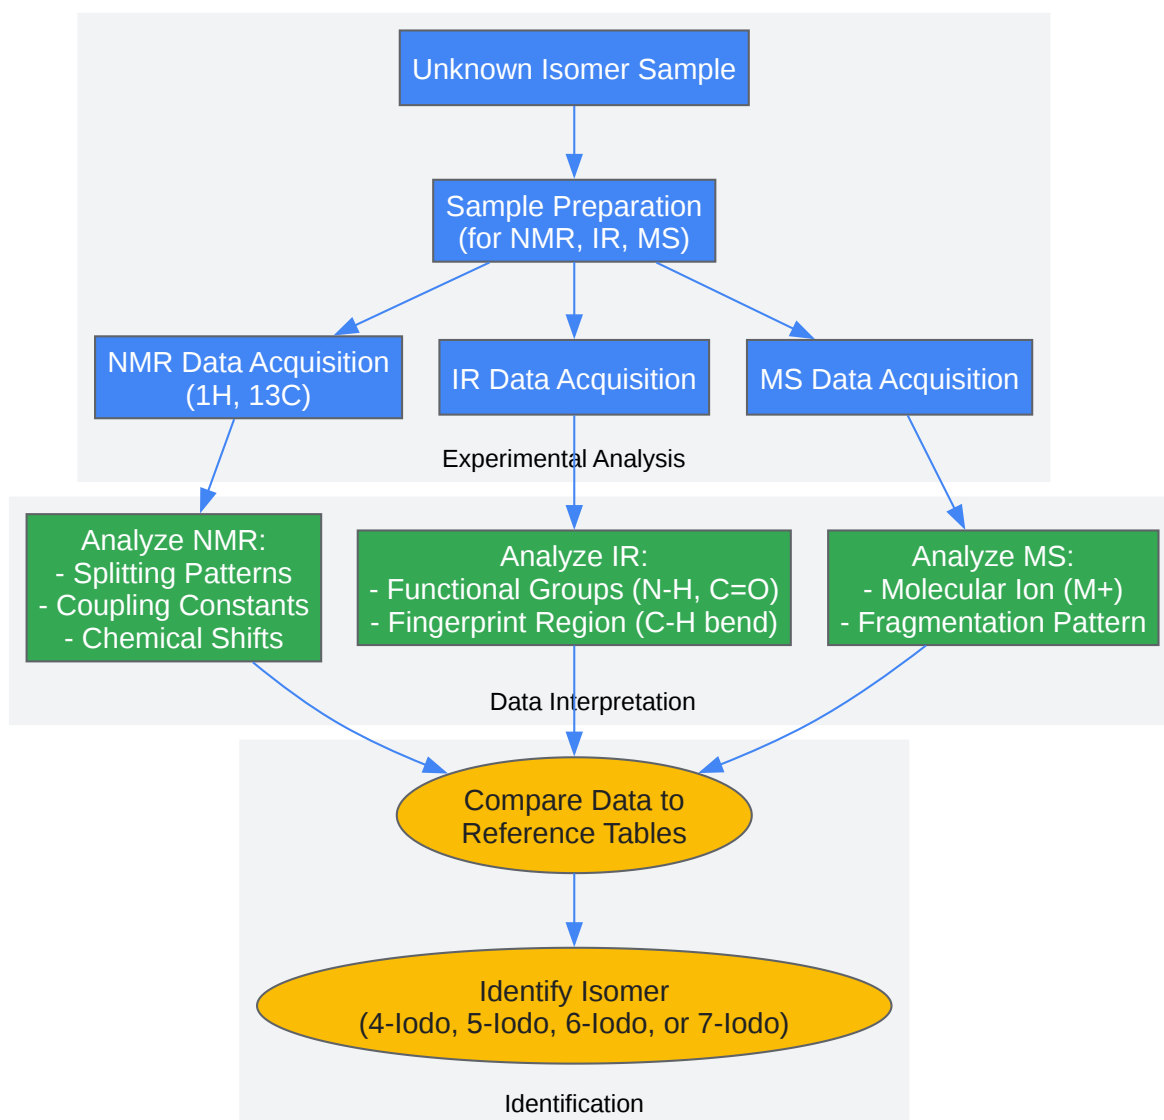 Unknown Isomer Sample
Sample Preparation
(for NMR, IR, MS)
NMR Data Acquisition
(1H, 13C)
IR Data Acquisition
MS Data Acquisition
Experimental Analysis
Analyze NMR:
- Splitting Patterns
- Coupling Constants
- Chemical Shifts
Analyze IR:
- Functional Groups (N-H, C=O)
- Fingerprint Region (C-H bend)
Analyze MS:
- Molecular Ion (M+)
- Fragmentation Pattern
Data Interpretation
Compare Data to
Reference Tables
Identify Isomer
(4-Iodo, 5-Iodo, 6-Iodo, or 7-Iodo)
Identification